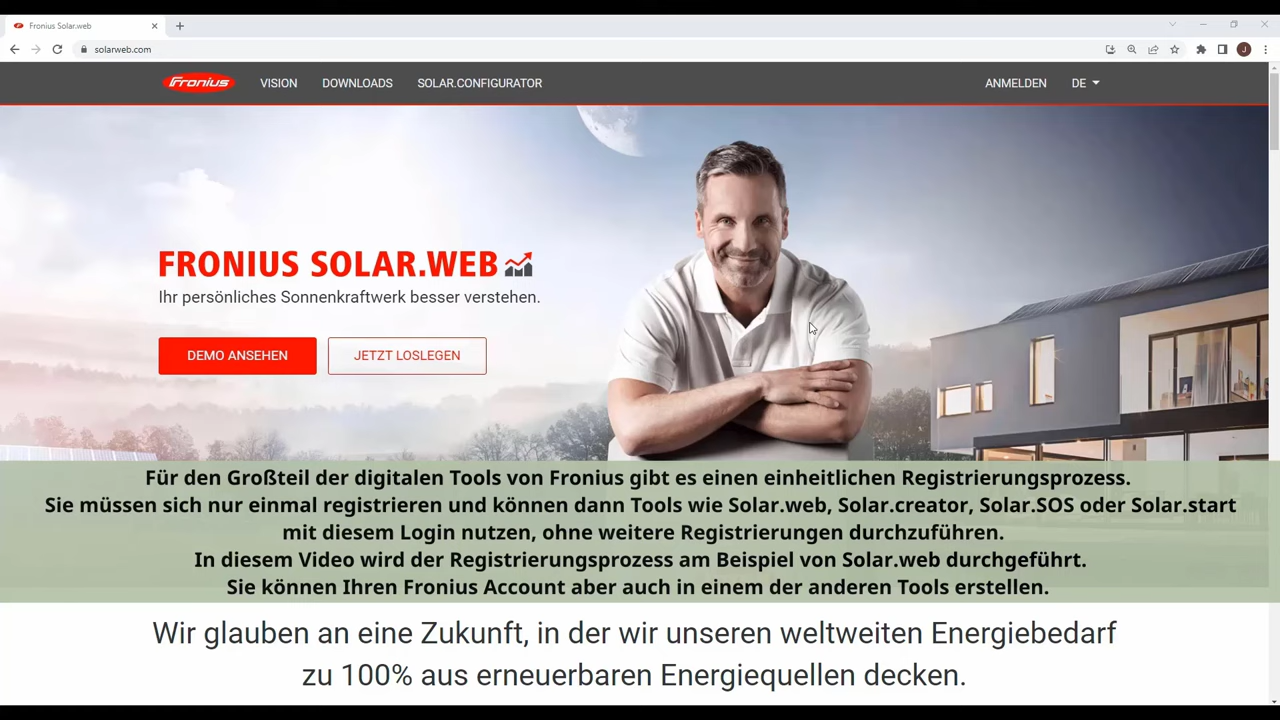 Fronius Solar.web
solarweb.com
J
Fronius
VISION
DOWNLOADS
SOLAR.CONFIGURATOR
ANMELDEN
DE
FRONIUS SOLAR.WEB
Ihr persönliches Sonnenkraftwerk besser verstehen.
DEMO ANSEHEN
JETZT LOSLEGEN
Für den Großteil der digitalen Tools von Fronius gibt es einen einheitlichen Registrierungsprozess.
Sie müssen sich nur einmal registrieren und können dann Tools wie Solar.web, Solar.creator, Solar.SOS oder Solar.start
mit diesem Login nutzen, ohne weitere Registrierungen durchzuführen.
In diesem Video wird der Registrierungsprozess am Beispiel von Solar.web durchgeführt.
Sie können Ihren Fronius Account aber auch in einem der anderen Tools erstellen.
Wir glauben an eine Zukunft, in der wir unseren weltweiten Energiebedarf
zu 100% aus erneuerbaren Energiequellen decken.